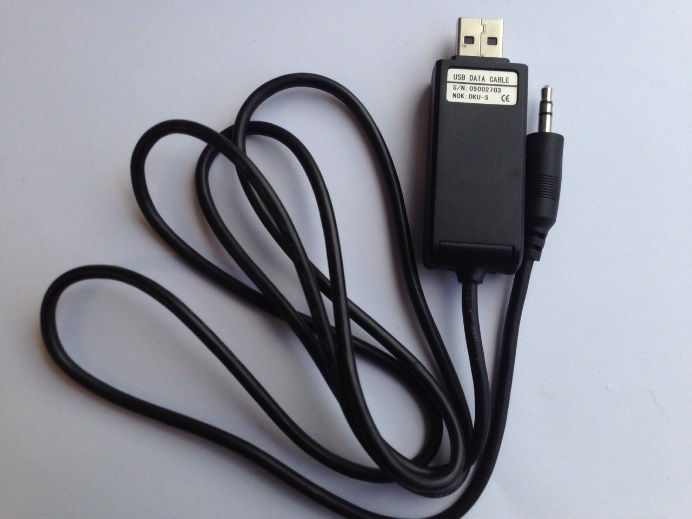 USB DATA CABLE
S/N:05002783
NOK:DKU-5 CE